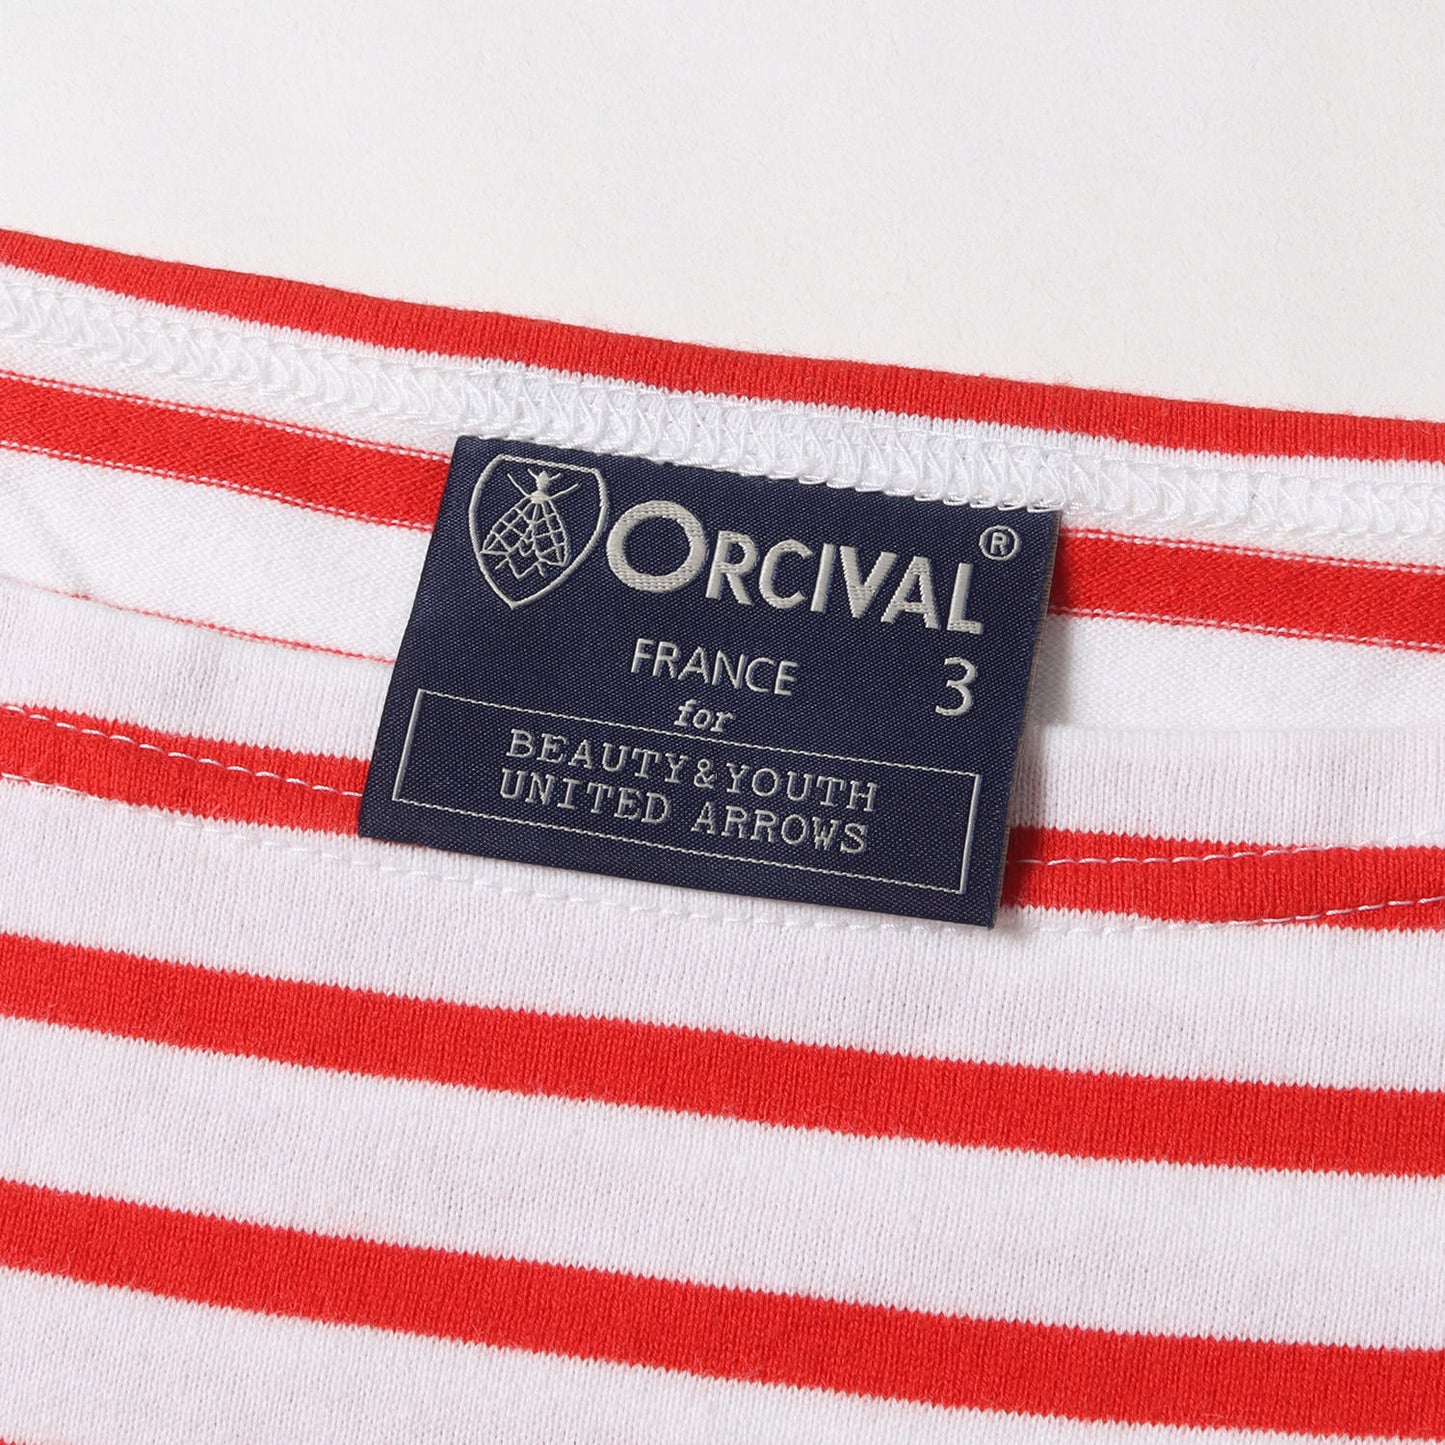 ORCIVAL ®
FRANCE 3
for
BEAUTY&YOUTH
UNITED ARROWS